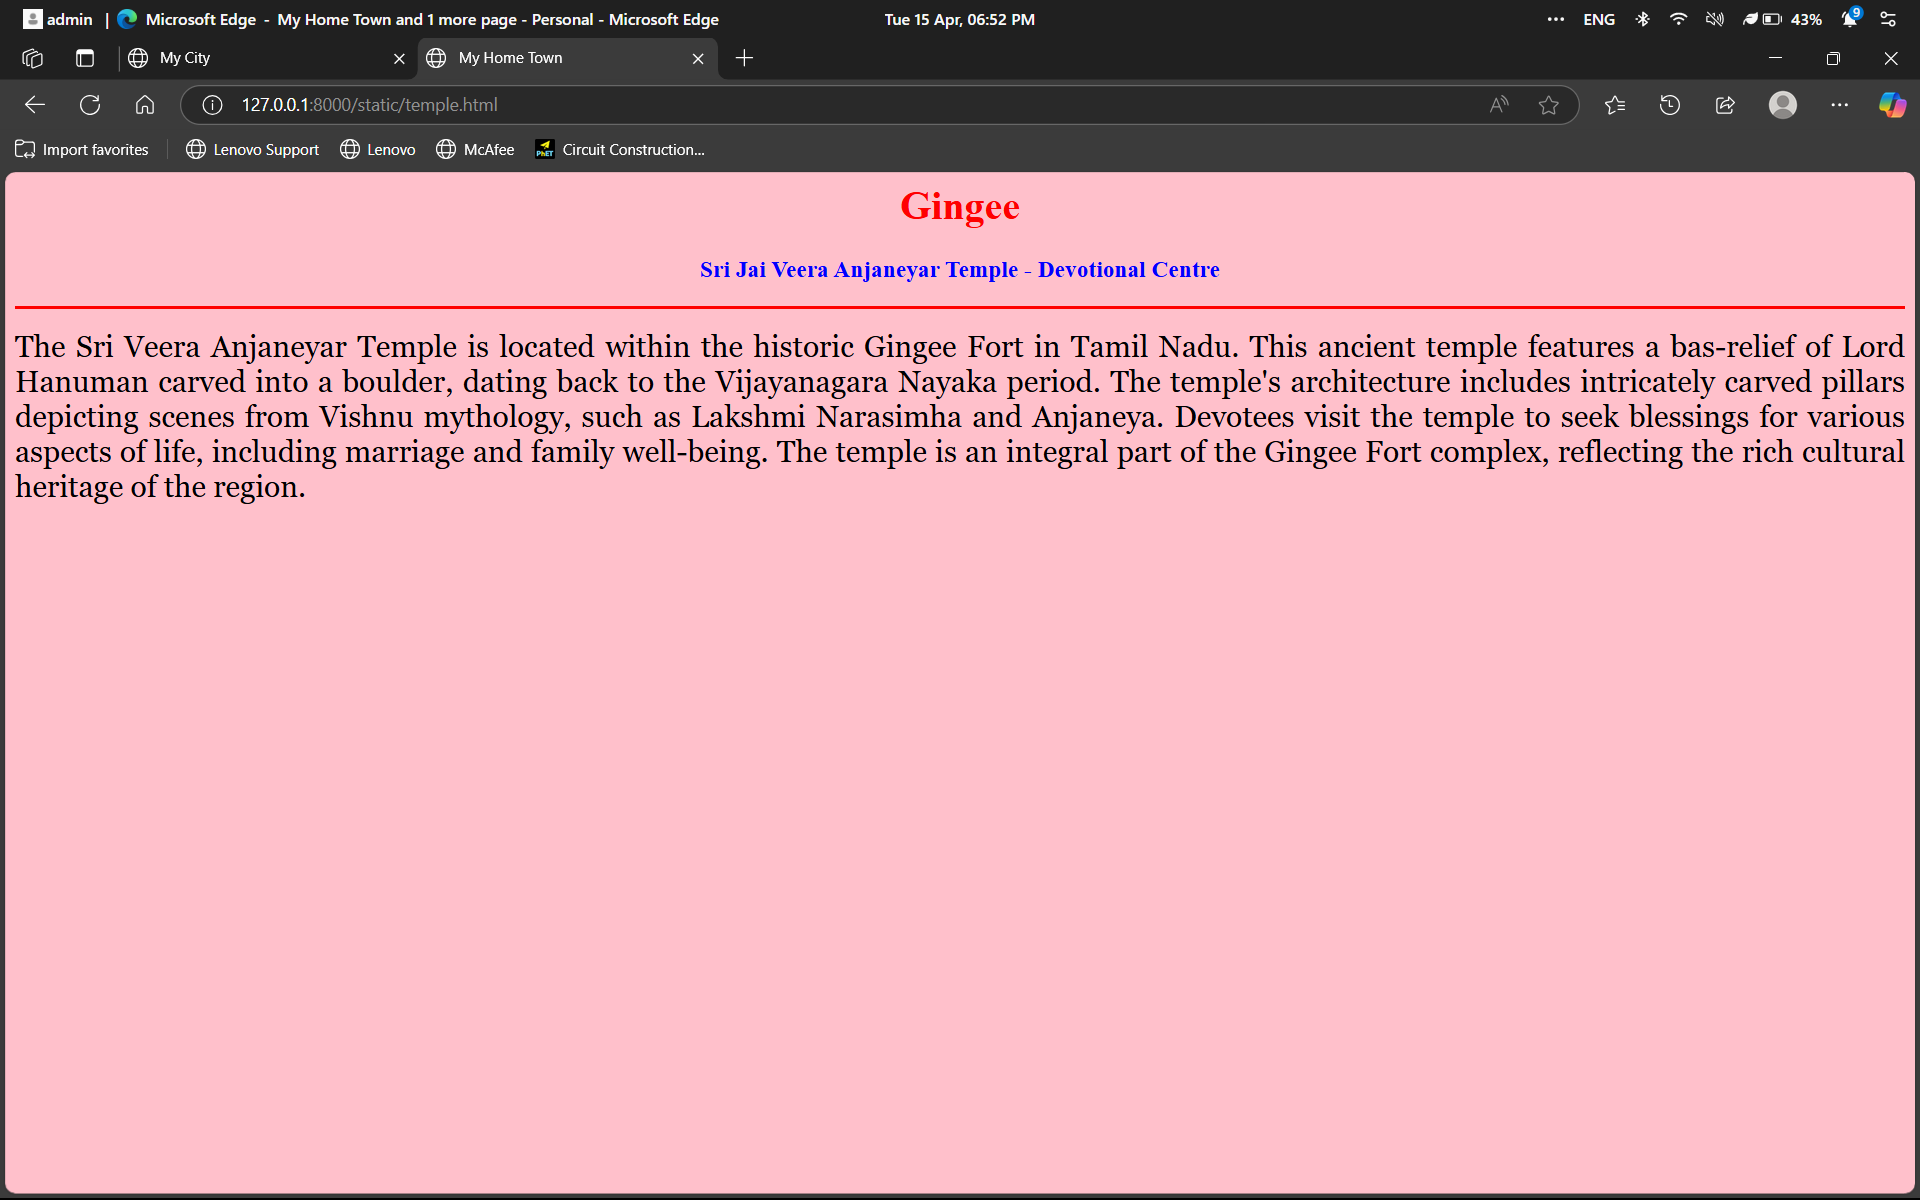 admin | Microsoft Edge - My Home Town and 1 more page - Personal - Microsoft Edge Tue 15 Apr, 06:52 PM ENG 43% 9
My City My Home Town
127.0.0.1:8000/static/temple.html
Import favorites Lenovo Support Lenovo McAfee PhET Circuit Construction...
Gingee
Sri Jai Veera Anjaneyar Temple - Devotional Centre
The Sri Veera Anjaneyar Temple is located within the historic Gingee Fort in Tamil Nadu. This ancient temple features a bas-relief of Lord
Hanuman carved into a boulder, dating back to the Vijayanagara Nayaka period. The temple's architecture includes intricately carved pillars
depicting scenes from Vishnu mythology, such as Lakshmi Narasimha and Anjaneya. Devotees visit the temple to seek blessings for various
aspects of life, including marriage and family well-being. The temple is an integral part of the Gingee Fort complex, reflecting the rich cultural
heritage of the region.